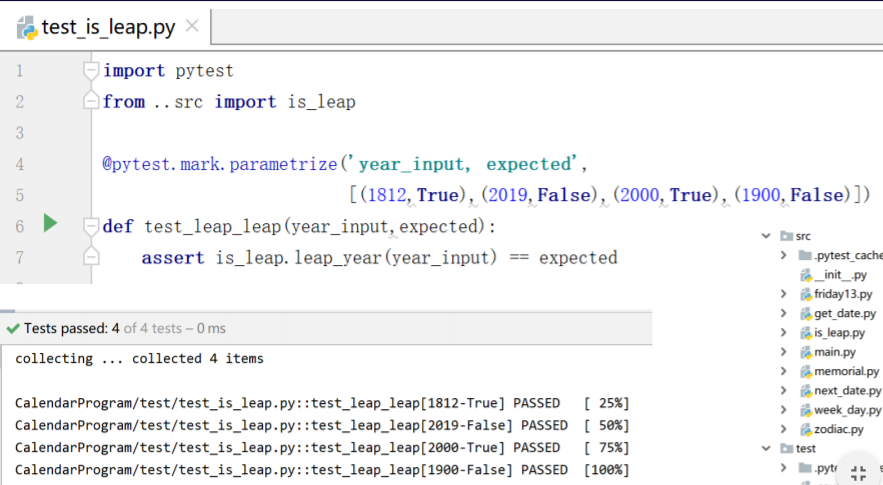 test_is_leap.py
1 import pytest
2 from ..src import is_leap
3
4 @pytest.mark.parametrize('year_input, expected',
5 [(1812,True),(2019,False),(2000,True),(1900,False)])
6 def test_leap_leap(year_input,expected):
7 assert is_leap.leap_year(year_input) == expected
Tests passed: 4 of 4 tests – 0 ms
collecting ... collected 4 items
CalendarProgram/test/test_is_leap.py::test_leap_leap[1812-True] PASSED [ 25%]
CalendarProgram/test/test_is_leap.py::test_leap_leap[2019-False] PASSED [ 50%]
CalendarProgram/test/test_is_leap.py::test_leap_leap[2000-True] PASSED [ 75%]
CalendarProgram/test/test_is_leap.py::test_leap_leap[1900-False] PASSED [100%]
src
.pytest_cache
__init__.py
friday13.py
get_date.py
is_leap.py
main.py
memorial.py
next_date.py
week_day.py
zodiac.py
test